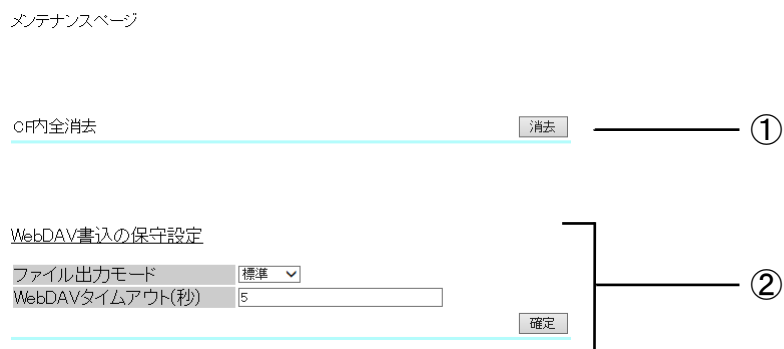 メンテナンスページ
CF内全消去 消去 ①
WebDAV書込の保守設定
ファイル出力モード 標準
WebDAVタイムアウト(秒) 5 ②
確定